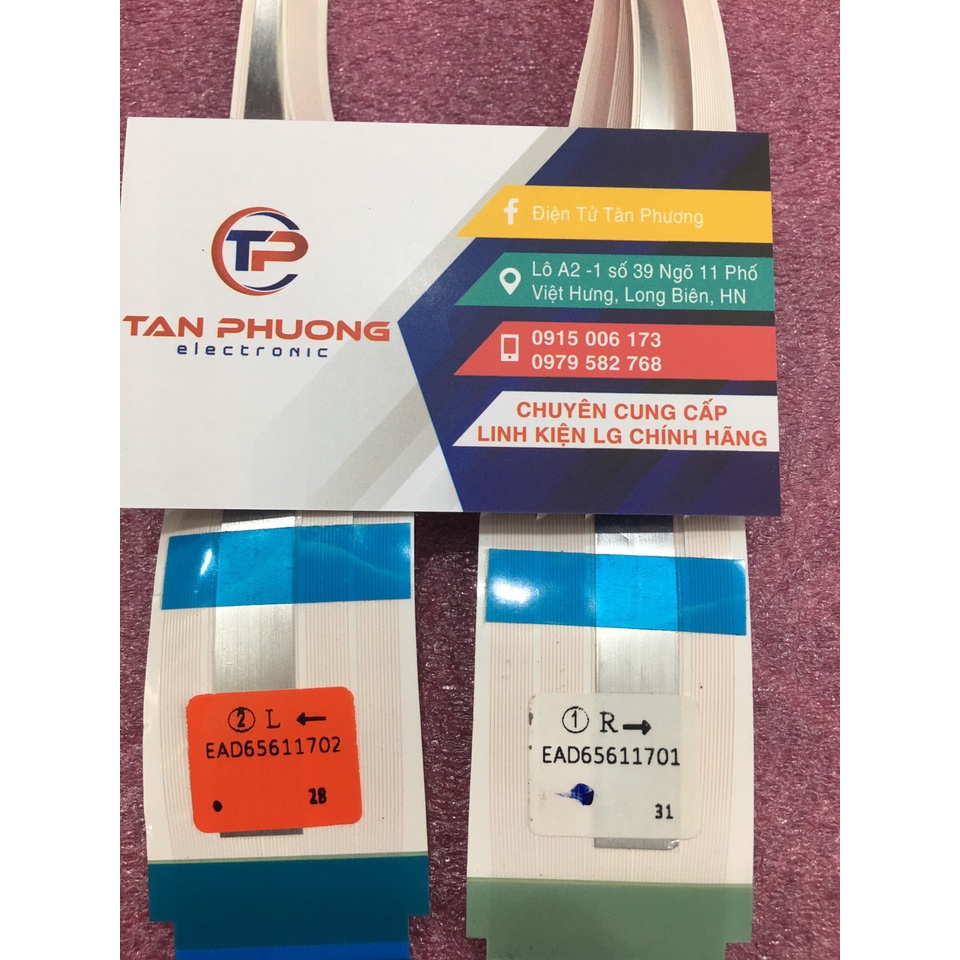 TP
TAN PHUONG
electronic
f Điện Tử Tân Phương
Lô A2 -1 số 39 Ngõ 11 Phố
Việt Hưng, Long Biên, HN
0915 006 173
0979 582 768
CHUYÊN CUNG CẤP
LINH KIỆN LG CHÍNH HÃNG
② L ←
EAD65611702
28
① R →
EAD65611701
31